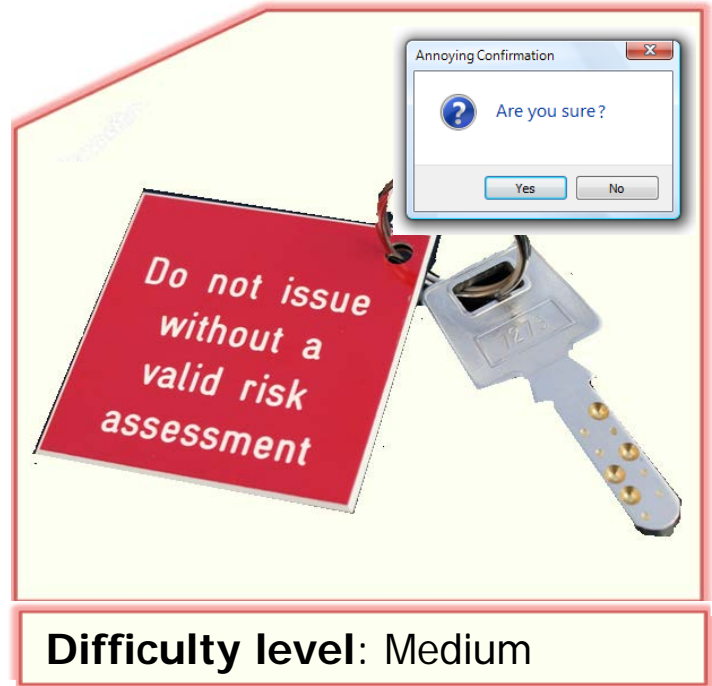 Annoying Confirmation
Are you sure?
Yes
No
Do not issue
without a
valid risk
assessment
Difficulty level: Medium